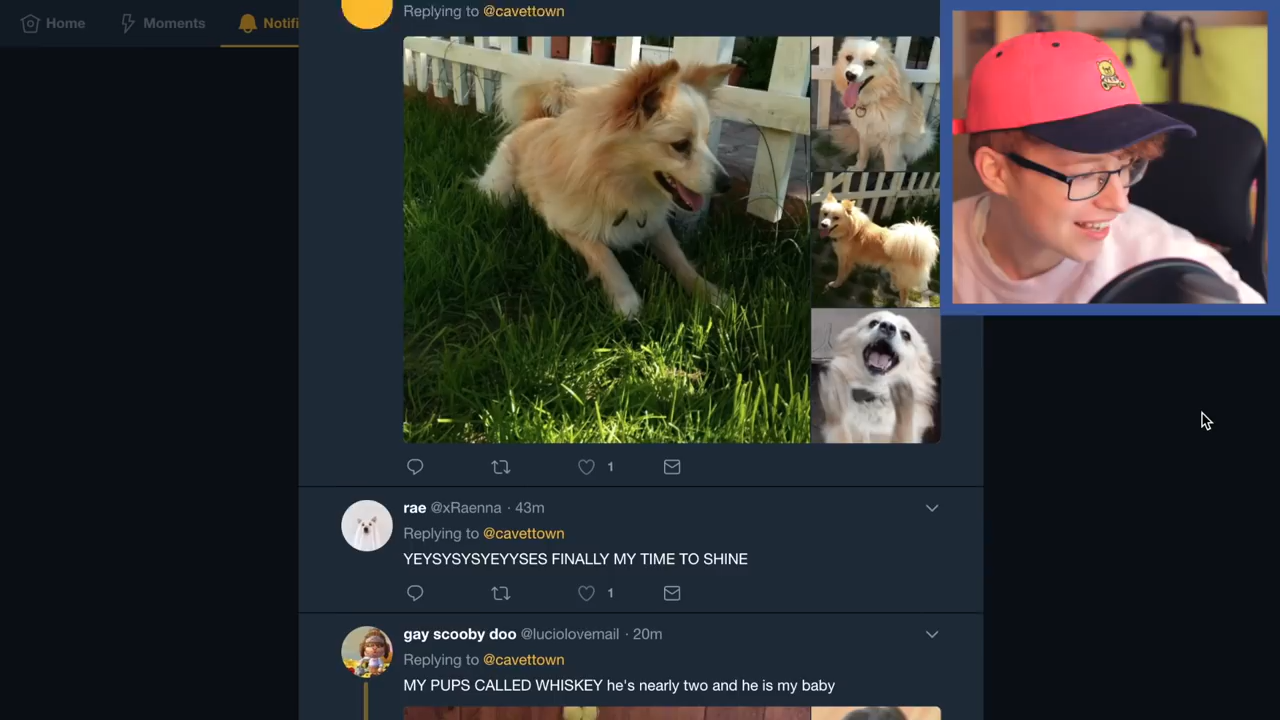 Home
Moments
Notifi
Replying to @cavettown
1
rae @xRaenna · 43m
Replying to @cavettown
YEYSYSYSYEYYSES FINALLY MY TIME TO SHINE
1
gay scooby doo @luciolovemail · 20m
Replying to @cavettown
MY PUPS CALLED WHISKEY he's nearly two and he is my baby